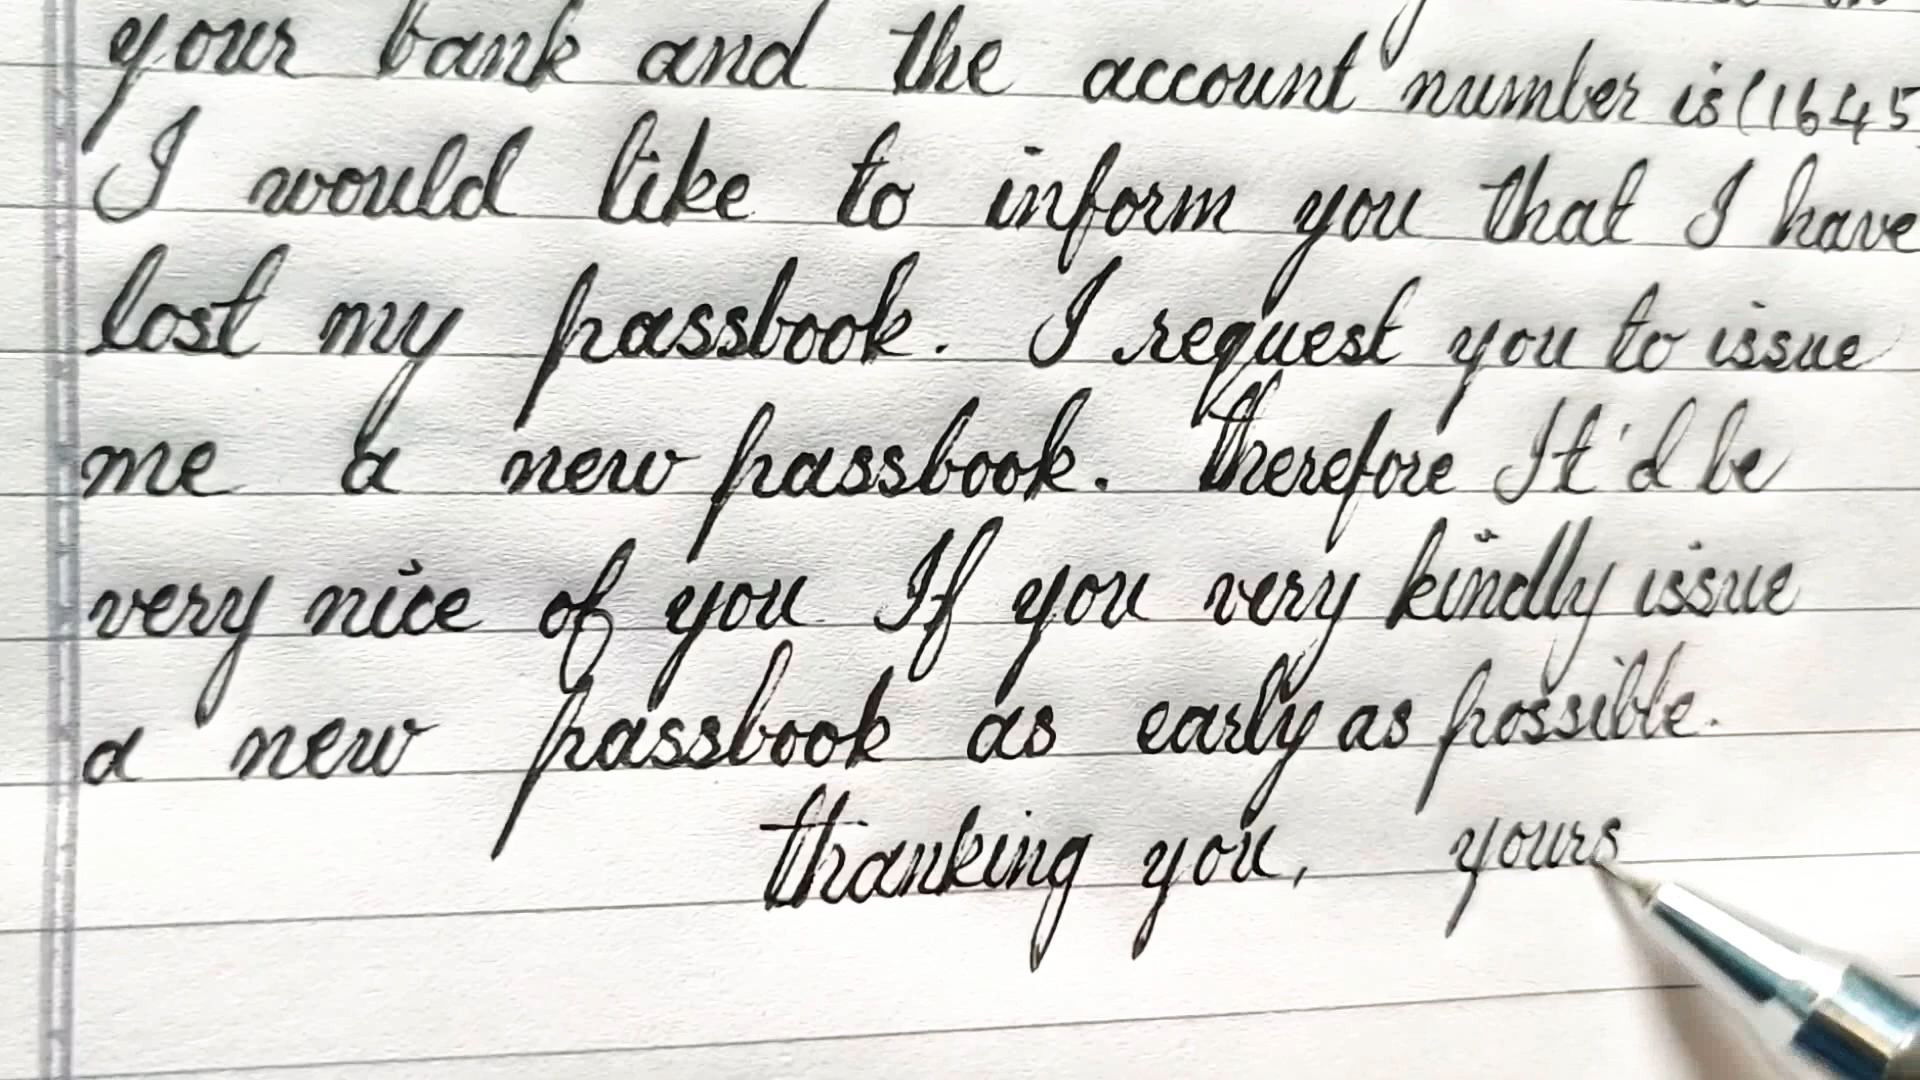 your bank and the account number is (1645
I would like to inform you that I have
lost my passbook. I request you to issue
me a new passbook. therefore It'd be
very nice of you If you very kindly issue
a new passbook as early as possible.
thanking you, yours